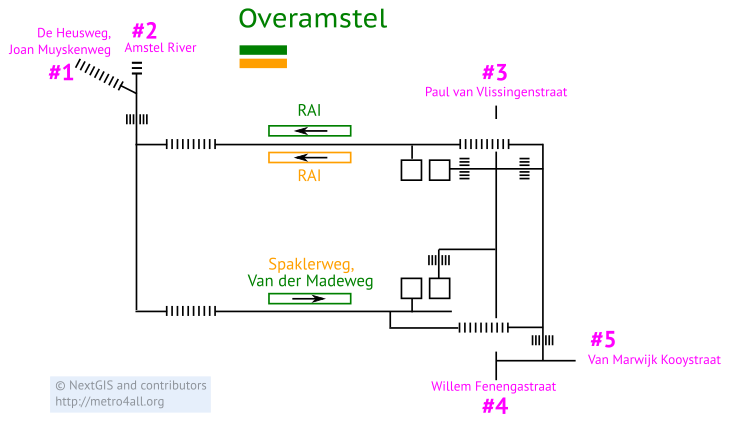 Overamstel
De Heusweg,
Joan Muyskenweg
#1
#2
Amstel River
#3
Paul van Vlissingenstraat
RAI
RAI
Spaklerweg,
Van der Madeweg
#5
Van Marwijk Kooystraat
Willem Fenengastraat
#4
© NextGIS and contributors
http://metro4all.org